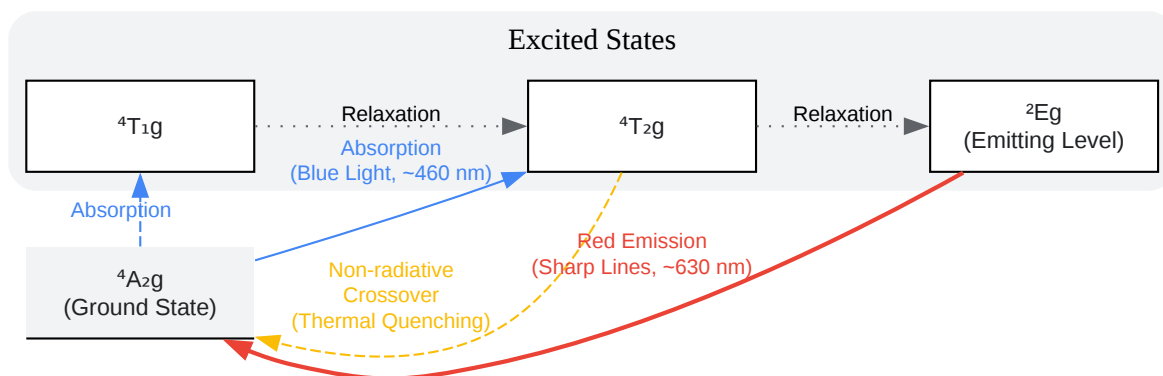 Excited States
⁴T₁g
Relaxation
⁴T₂g
Relaxation
²Eg
(Emitting Level)
Absorption
(Blue Light, ~460 nm)
Absorption
⁴A₂g
(Ground State)
Non-radiative
Crossover
(Thermal Quenching)
Red Emission
(Sharp Lines, ~630 nm)